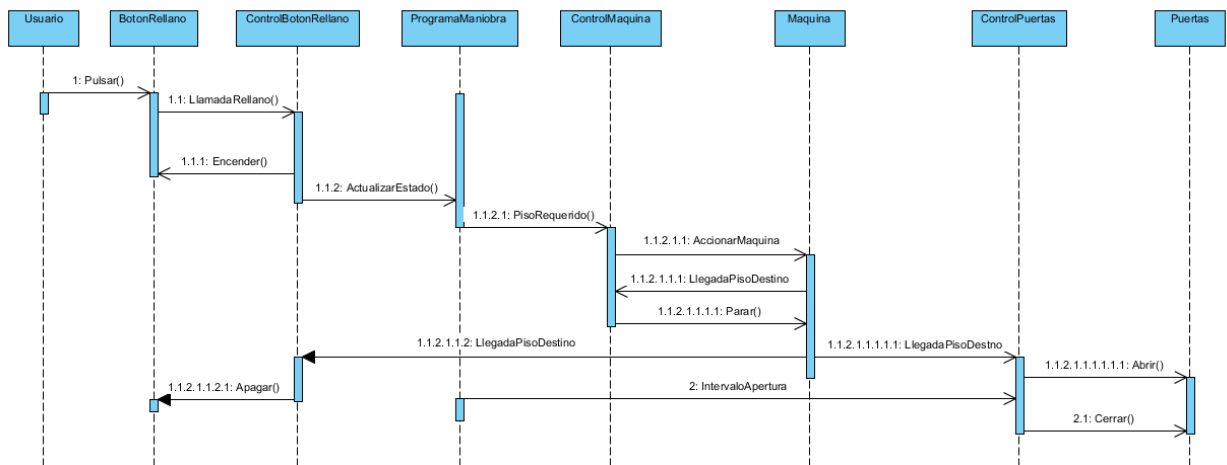 Usuario
BotonRellano
ControlBotonRellano
ProgramaManiobra
ControlMaquina
Maquina
ControlPuertas
Puertas
1: Pulsar()
1.1: LlamadaRellano()
1.1.1: Encender()
1.1.2: ActualizarEstado()
1.1.2.1: PisoRequerido()
1.1.2.1.1: AccionarMaquina
1.1.2.1.1.1: LlegadaPisoDestino
1.1.2.1.1.1.1: Parar()
1.1.2.1.1.2: LlegadaPisoDestino
1.1.2.1.1.1.1.1: LlegadaPisoDestno
1.1.2.1.1.1.1.1.1: Abrir()
1.1.2.1.1.2.1: Apagar()
2: IntervaloApertura
2.1: Cerrar()